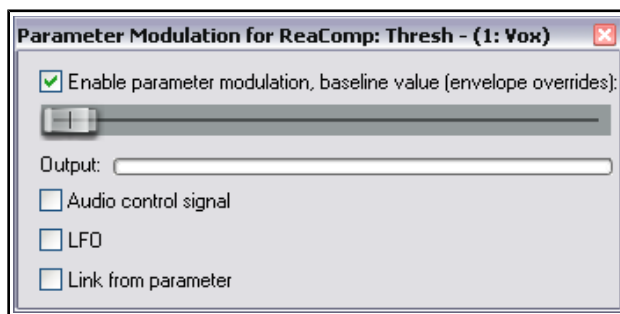 Parameter Modulation for ReaComp: Thresh - (1: Vox)
Enable parameter modulation, baseline value (envelope overrides):
Output:
Audio control signal
LFO
Link from parameter